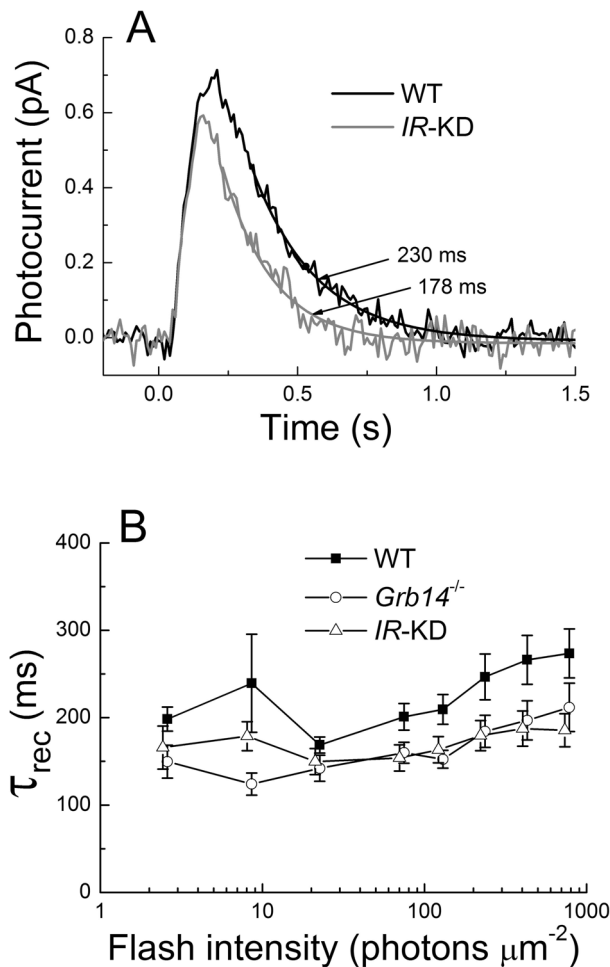 A
0.8
0.6
0.4
0.2
0.0
Photocurrent (pA)
WT
IR-KD
230 ms
178 ms
0.0 0.5 1.0 1.5
Time (s)
B
400
300
200
100
0
τrec (ms)
WT
Grb14-/-
IR-KD
1 10 100 1000
Flash intensity (photons μm-2)